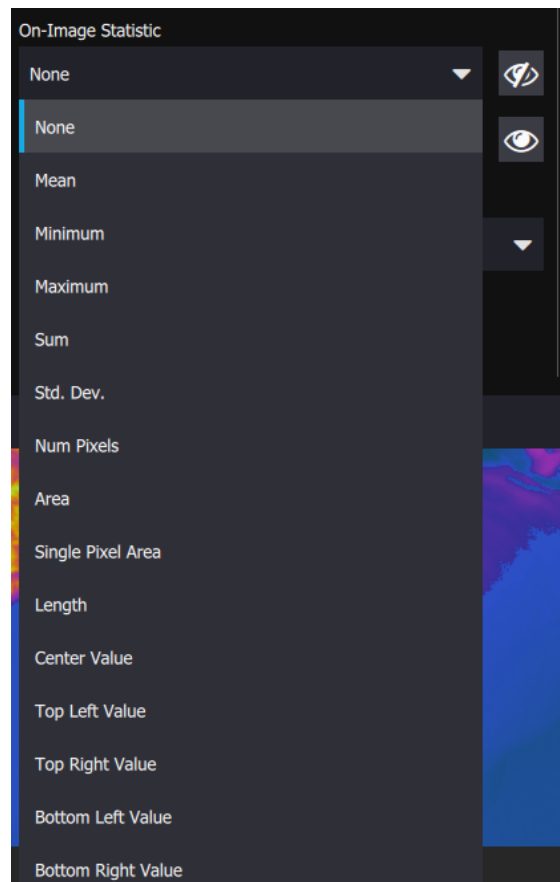 On-Image Statistic
None
None
Mean
Minimum
Maximum
Sum
Std. Dev.
Num Pixels
Area
Single Pixel Area
Length
Center Value
Top Left Value
Top Right Value
Bottom Left Value
Bottom Right Value